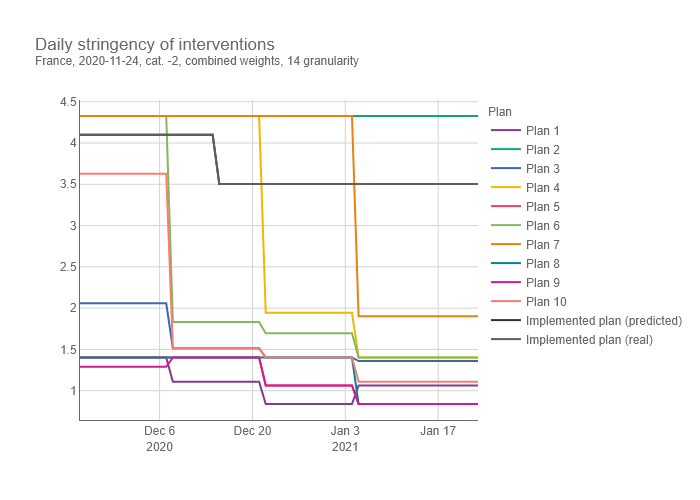 Daily stringency of interventions
France, 2020-11-24, cat. -2, combined weights, 14 granularity
4.5
4
3.5
3
2.5
2
1.5
1
Dec 6
2020
Dec 20
Jan 3
2021
Jan 17
Plan
Plan 1
Plan 2
Plan 3
Plan 4
Plan 5
Plan 6
Plan 7
Plan 8
Plan 9
Plan 10
Implemented plan (predicted)
Implemented plan (real)